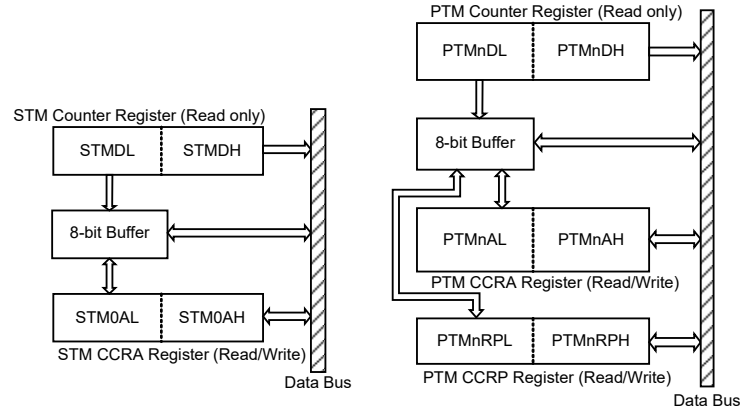 STM Counter Register (Read only)
STMDL STMDH
8-bit Buffer
STM0AL STM0AH
STM CCRA Register (Read/Write)
Data Bus
PTM Counter Register (Read only)
PTMnDL PTMnDH
8-bit Buffer
PTMnAL PTMnAH
PTM CCRA Register (Read/Write)
PTMnRPL PTMnRPH
PTM CCRP Register (Read/Write)
Data Bus